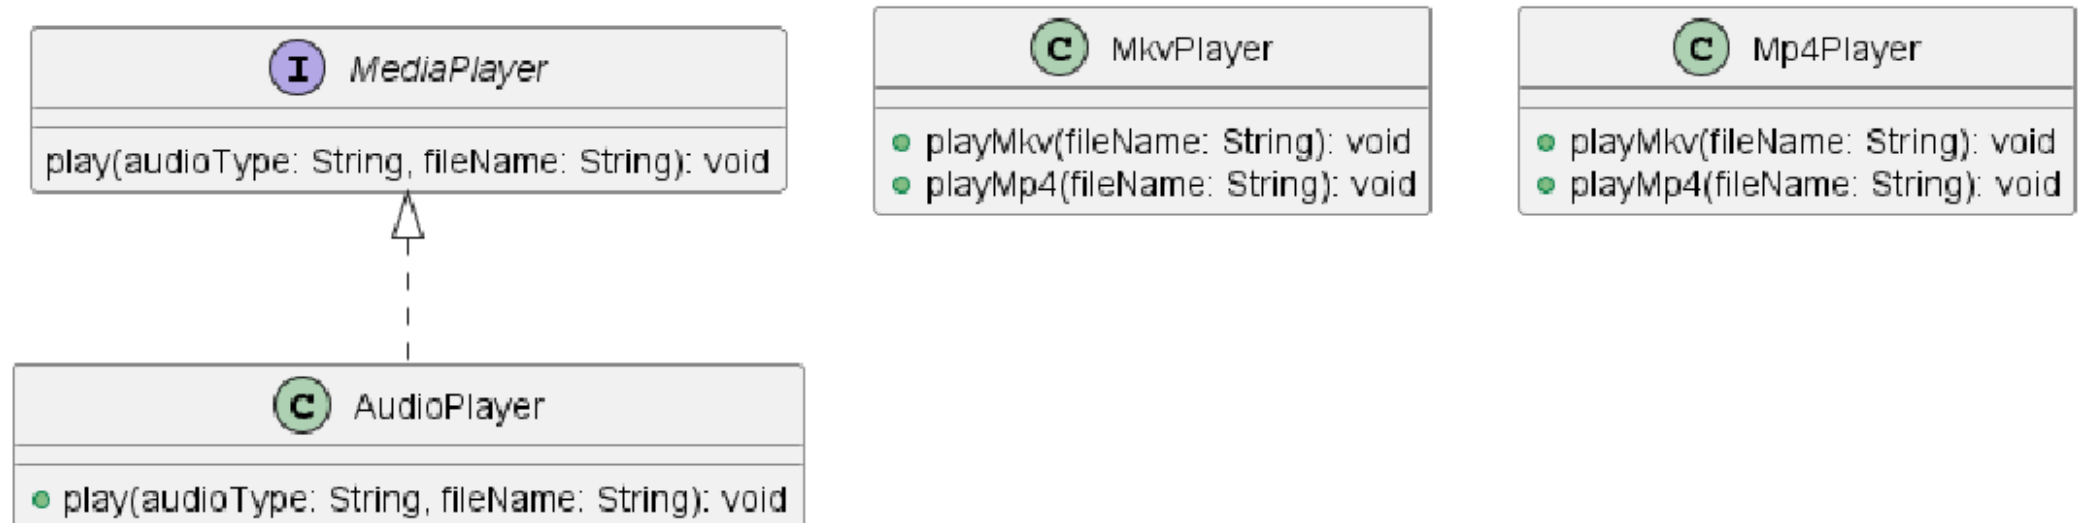 I MediaPlayer
play(audioType: String, fileName: String): void
C MkvPlayer
playMkv(fileName: String): void
playMp4(fileName: String): void
C Mp4Player
playMkv(fileName: String): void
playMp4(fileName: String): void
C AudioPlayer
play(audioType: String, fileName: String): void